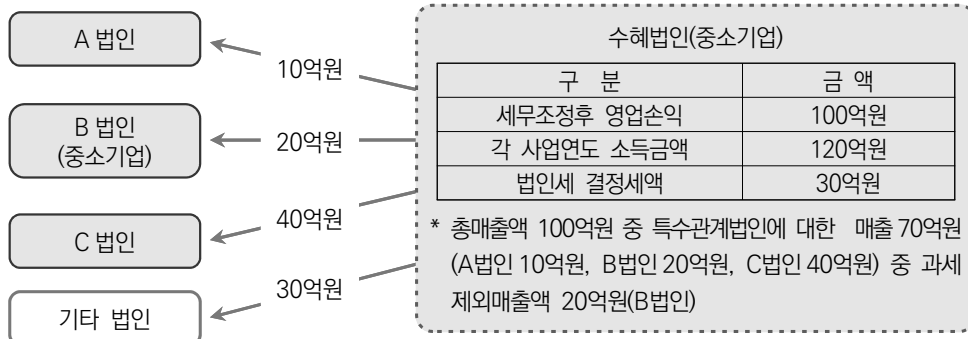 A 법인
B 법인
(중소기업)
C 법인
기타 법인
10억원
20억원
40억원
30억원
수혜법인(중소기업)
구 분 금 액
세무조정후 영업손익 100억원
각 사업연도 소득금액 120억원
법인세 결정세액 30억원
* 총매출액 100억원 중 특수관계법인에 대한 매출 70억원
(A법인 10억원, B법인 20억원, C법인 40억원) 중 과세
제외매출액 20억원(B법인)